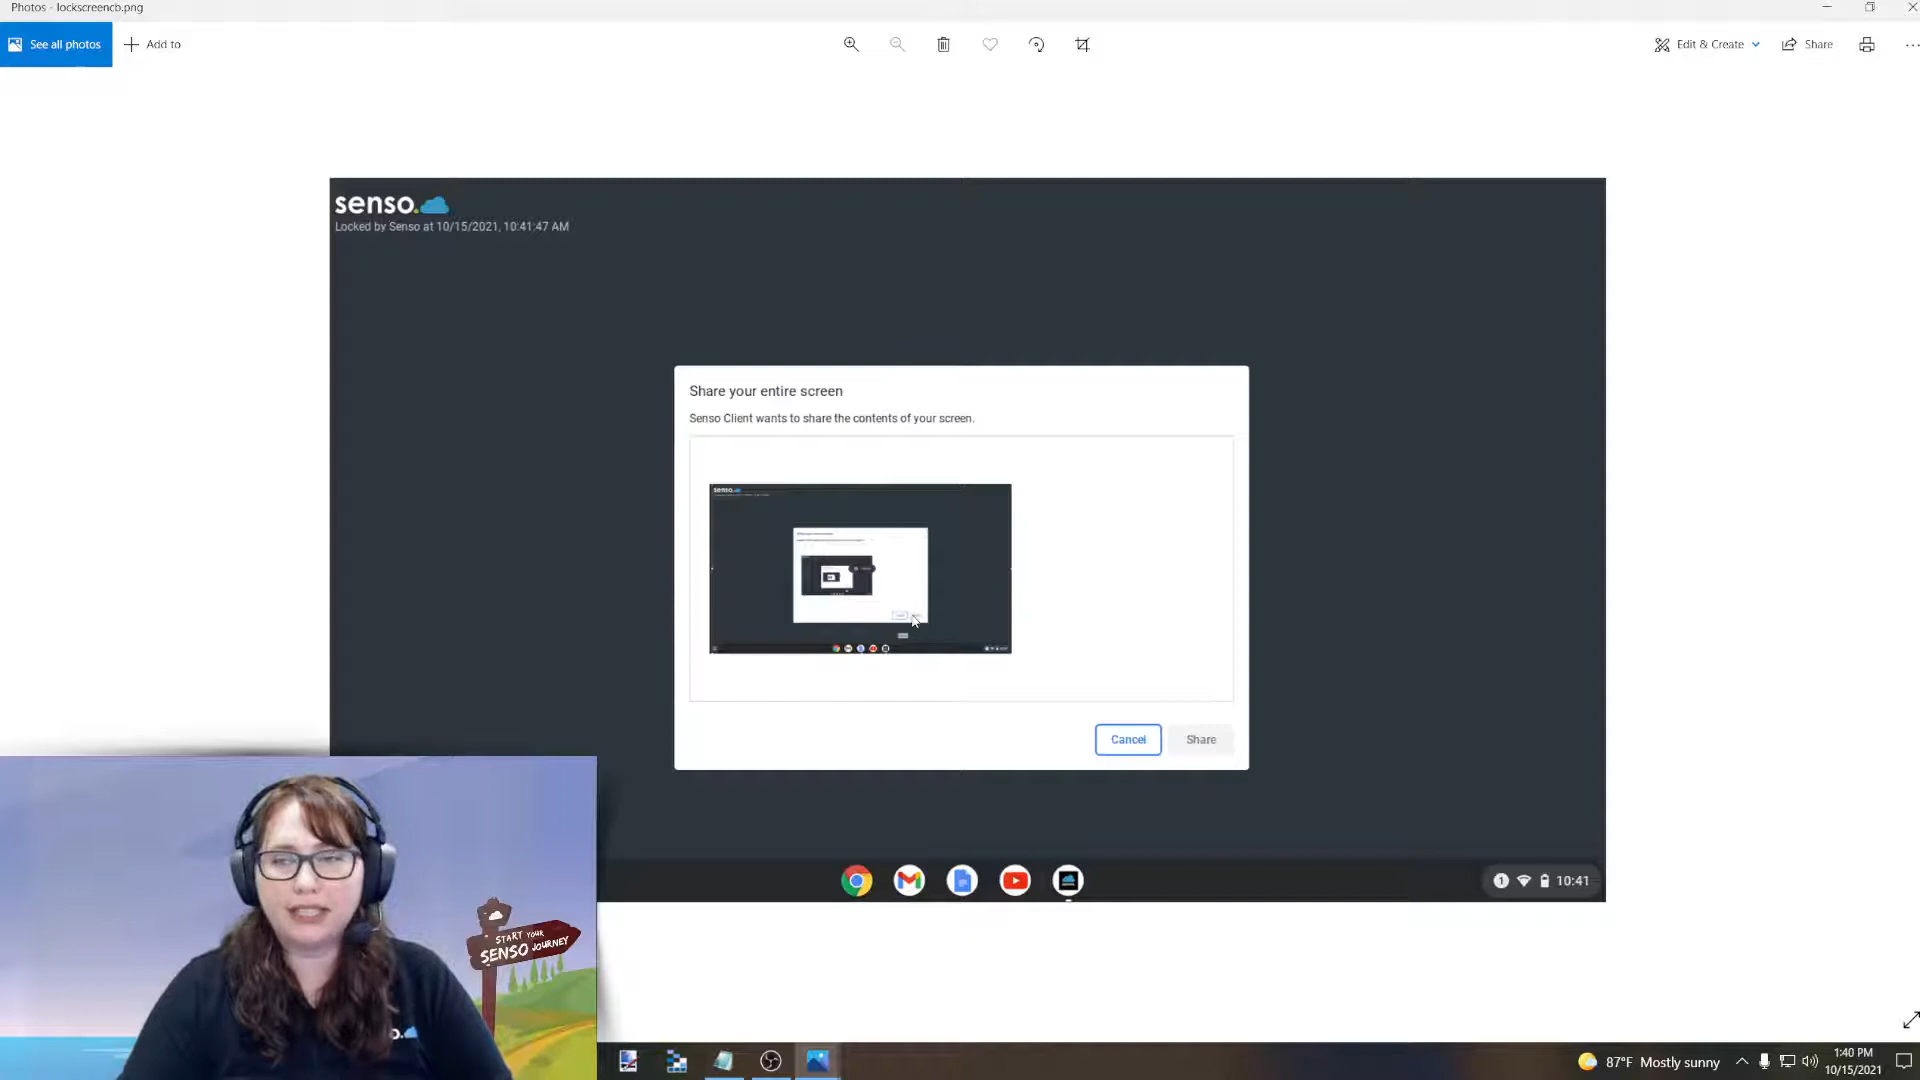 Photos - lockscreencb.png
See all photos
Add to
Edit & Create
Share
senso.
Locked by Senso at 10/15/2021, 10:41:47 AM
Share your entire screen
Senso Client wants to share the contents of your screen.
senso
Cancel
Share
1
10:41
START YOUR
SENSO JOURNEY
o.
87°F Mostly sunny
1:40 PM
10/15/2021